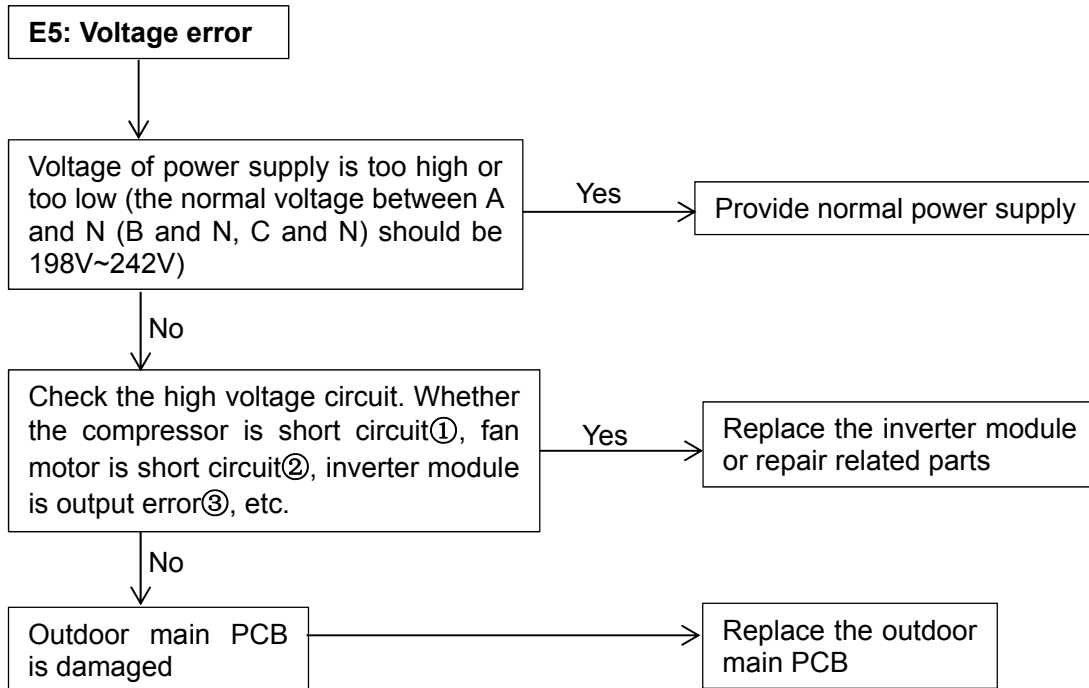 E5: Voltage error
Voltage of power supply is too high or
too low (the normal voltage between A
and N (B and N, C and N) should be
198V~242V)
Yes
Provide normal power supply
No
Check the high voltage circuit. Whether
the compressor is short circuit①, fan
motor is short circuit②, inverter module
is output error③, etc.
Yes
Replace the inverter module
or repair related parts
No
Outdoor main PCB
is damaged
Replace the outdoor
main PCB